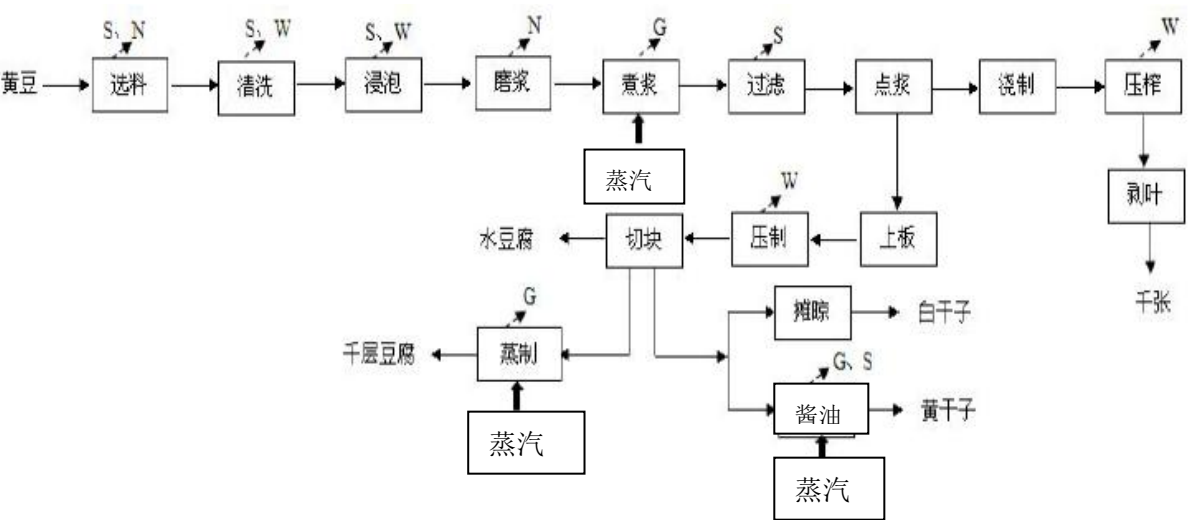 S、N
S、W
S、W
N
G
S
W
黄豆
选料
清洗
浸泡
磨浆
煮浆
过滤
点浆
浇制
压榨
蒸汽
剥叶
W
水豆腐
切块
压制
上板
千张
G
摊晾
白干子
千层豆腐
蒸制
G、S
酱油
黄干子
蒸汽
蒸汽